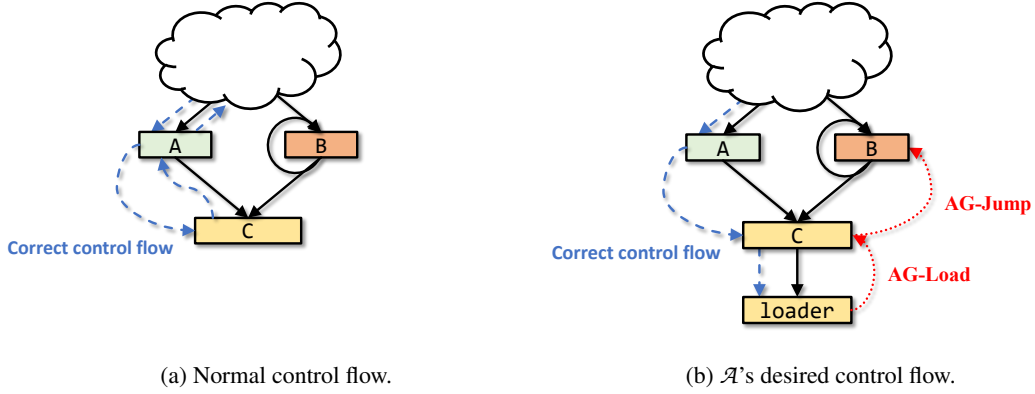 A
B
C
Correct control flow
(a) Normal control flow.
A
B
AG-Jump
C
Correct control flow
AG-Load
loader
(b) 𝒜's desired control flow.